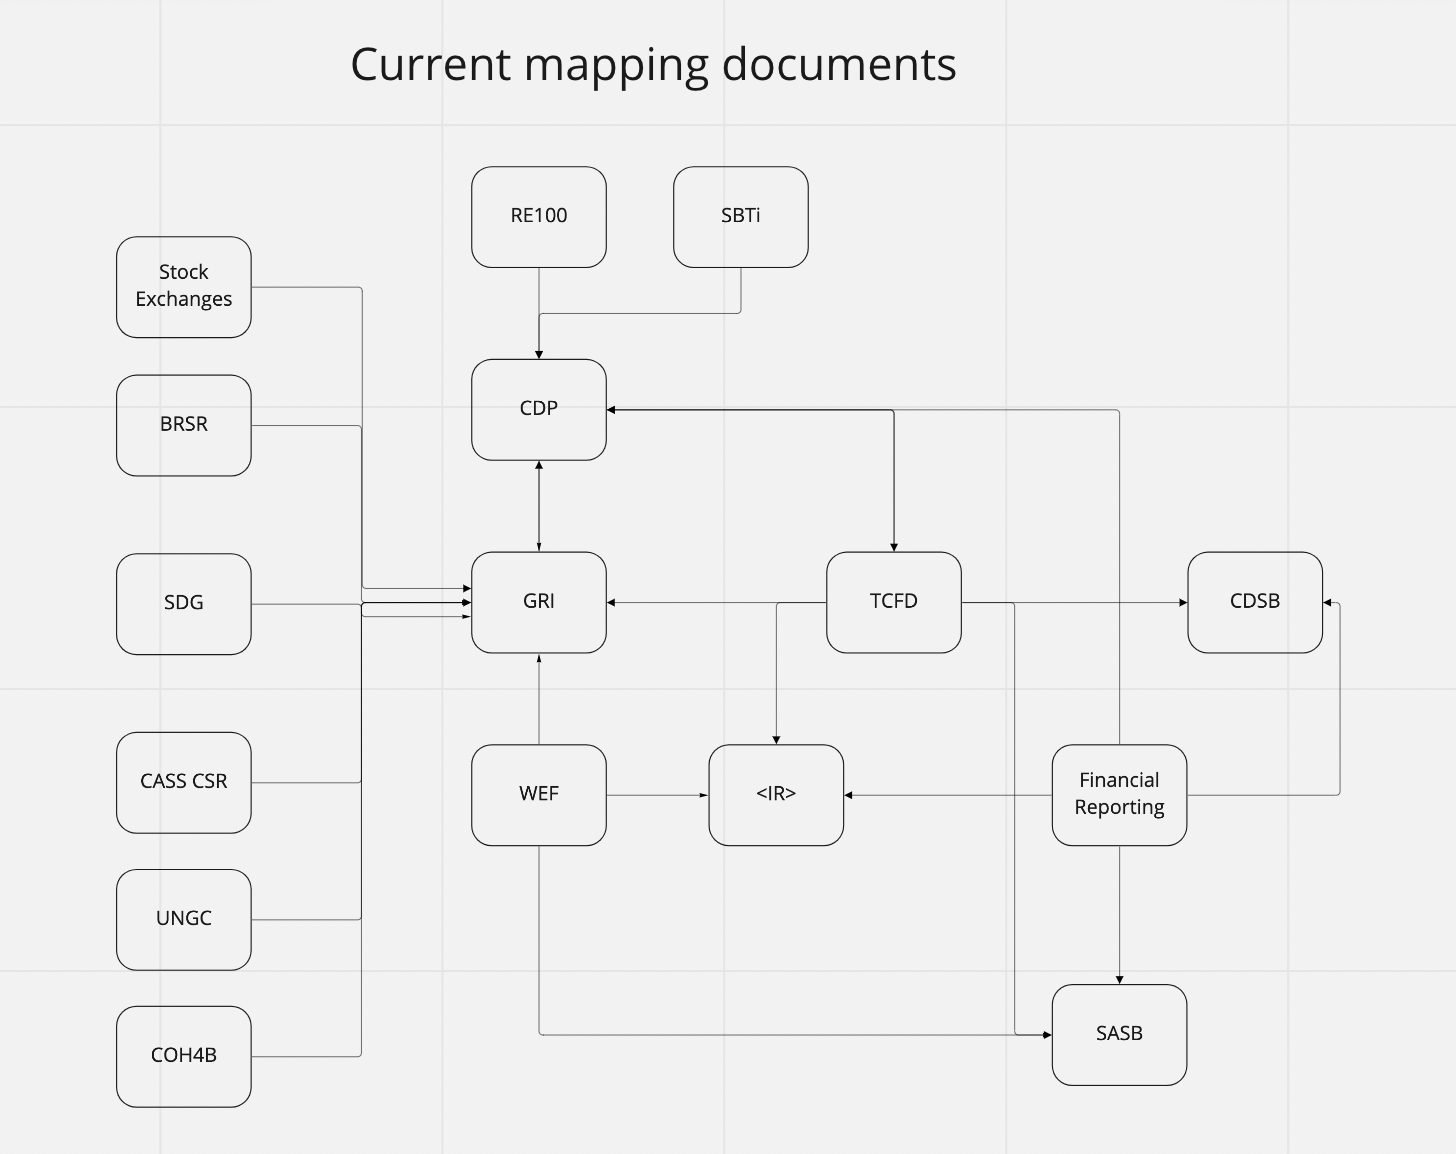 Current mapping documents
RE100
SBTi
Stock
Exchanges
CDP
BRSR
SDG
GRI
TCFD
CDSB
CASS CSR
WEF
<IR>
Financial
Reporting
UNGC
COH4B
SASB